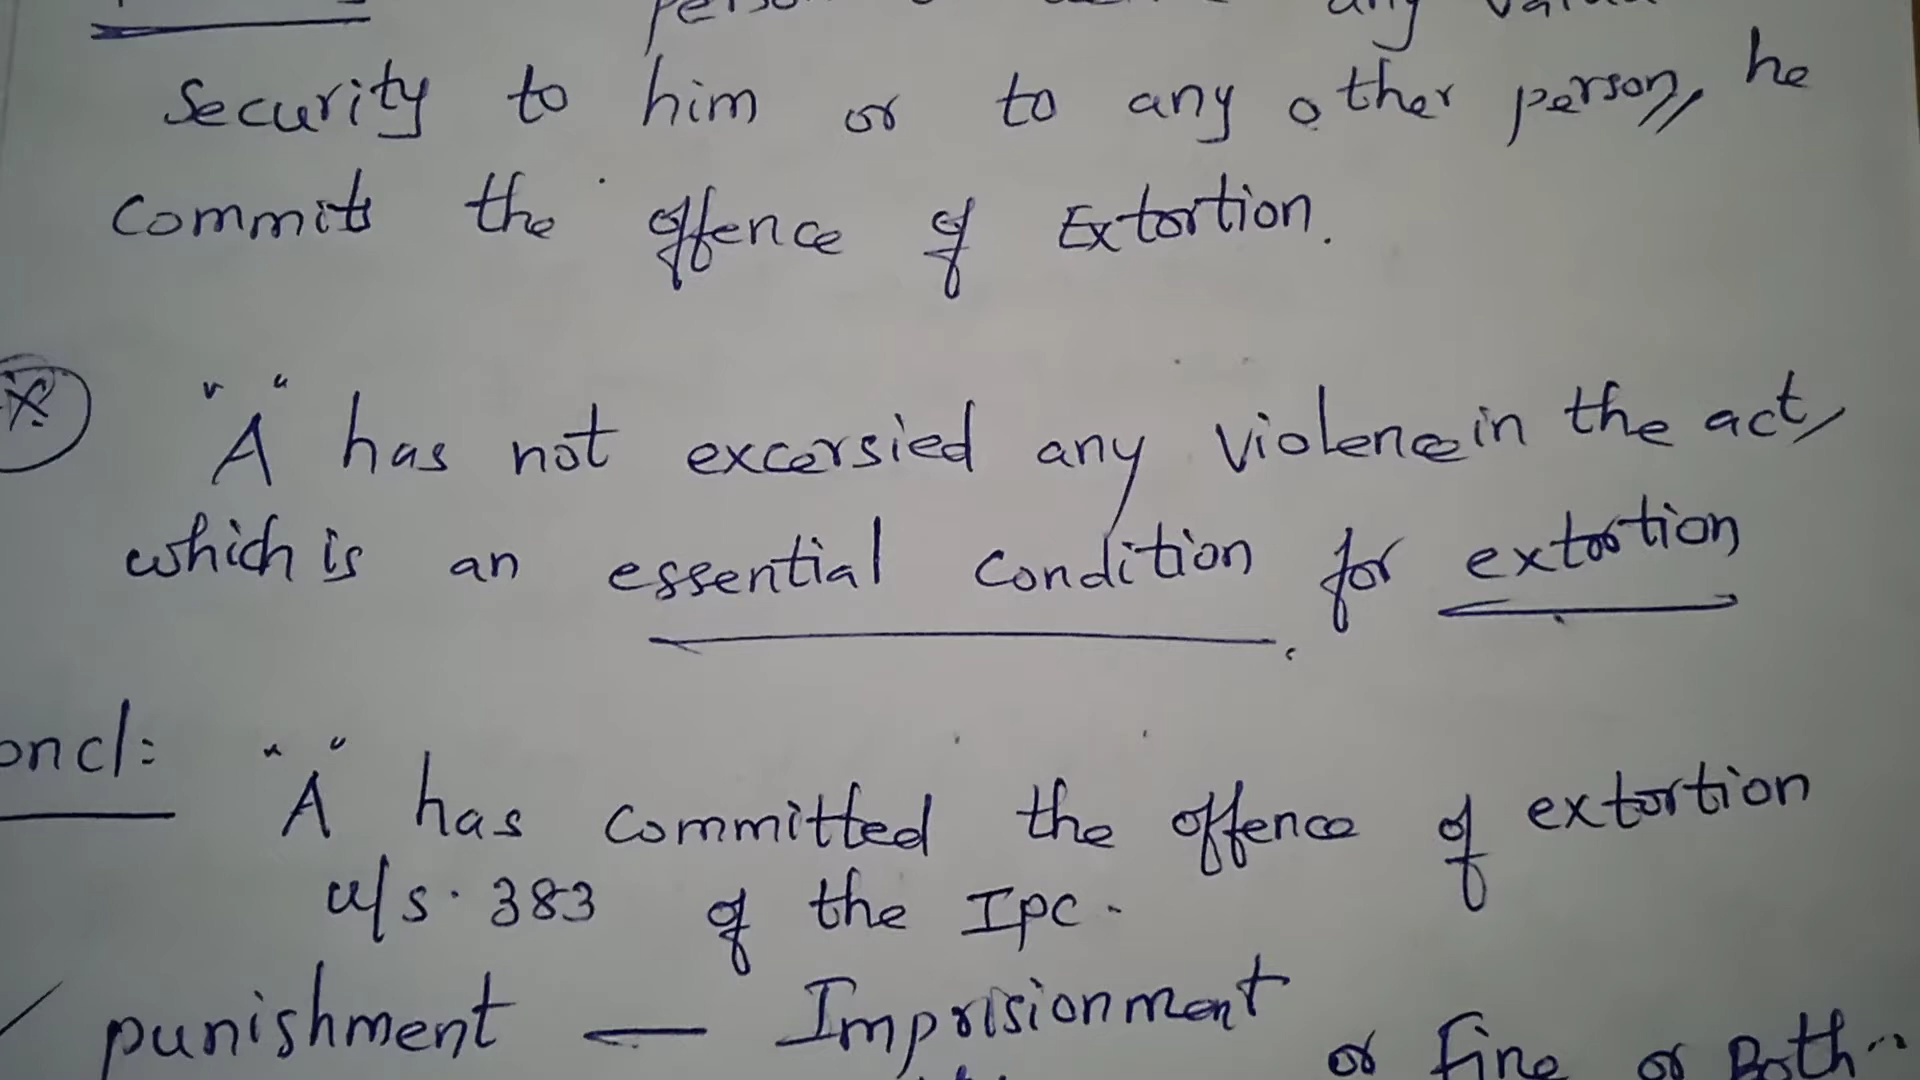 any
Security to him or to any other person, he
commits the offence of Extortion.
"A" has not excersied any violence in the act,
which is an essential condition for extortion
oncl: "A" has committed the offence of extortion
u/s. 383 of the Ipc.
punishment — Imprisionment
or fine or Both..